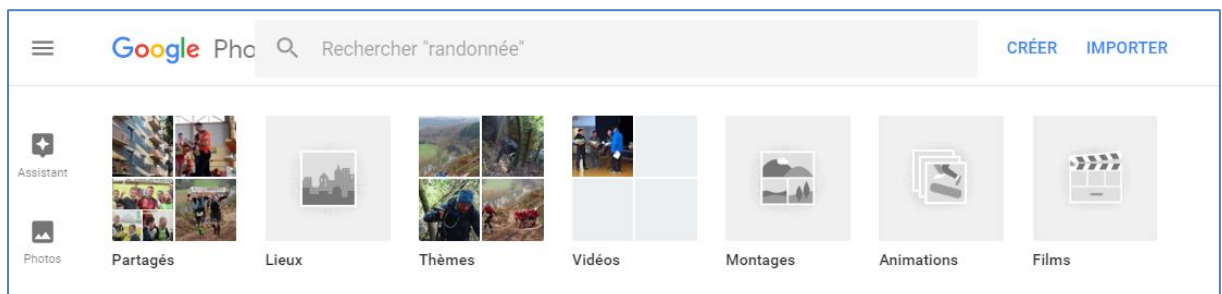 Google Pho
Rechercher "randonnée"
CRÉER IMPORTER
Assistant
Photos
Partagés Lieux Thèmes Vidéos Montages Animations Films